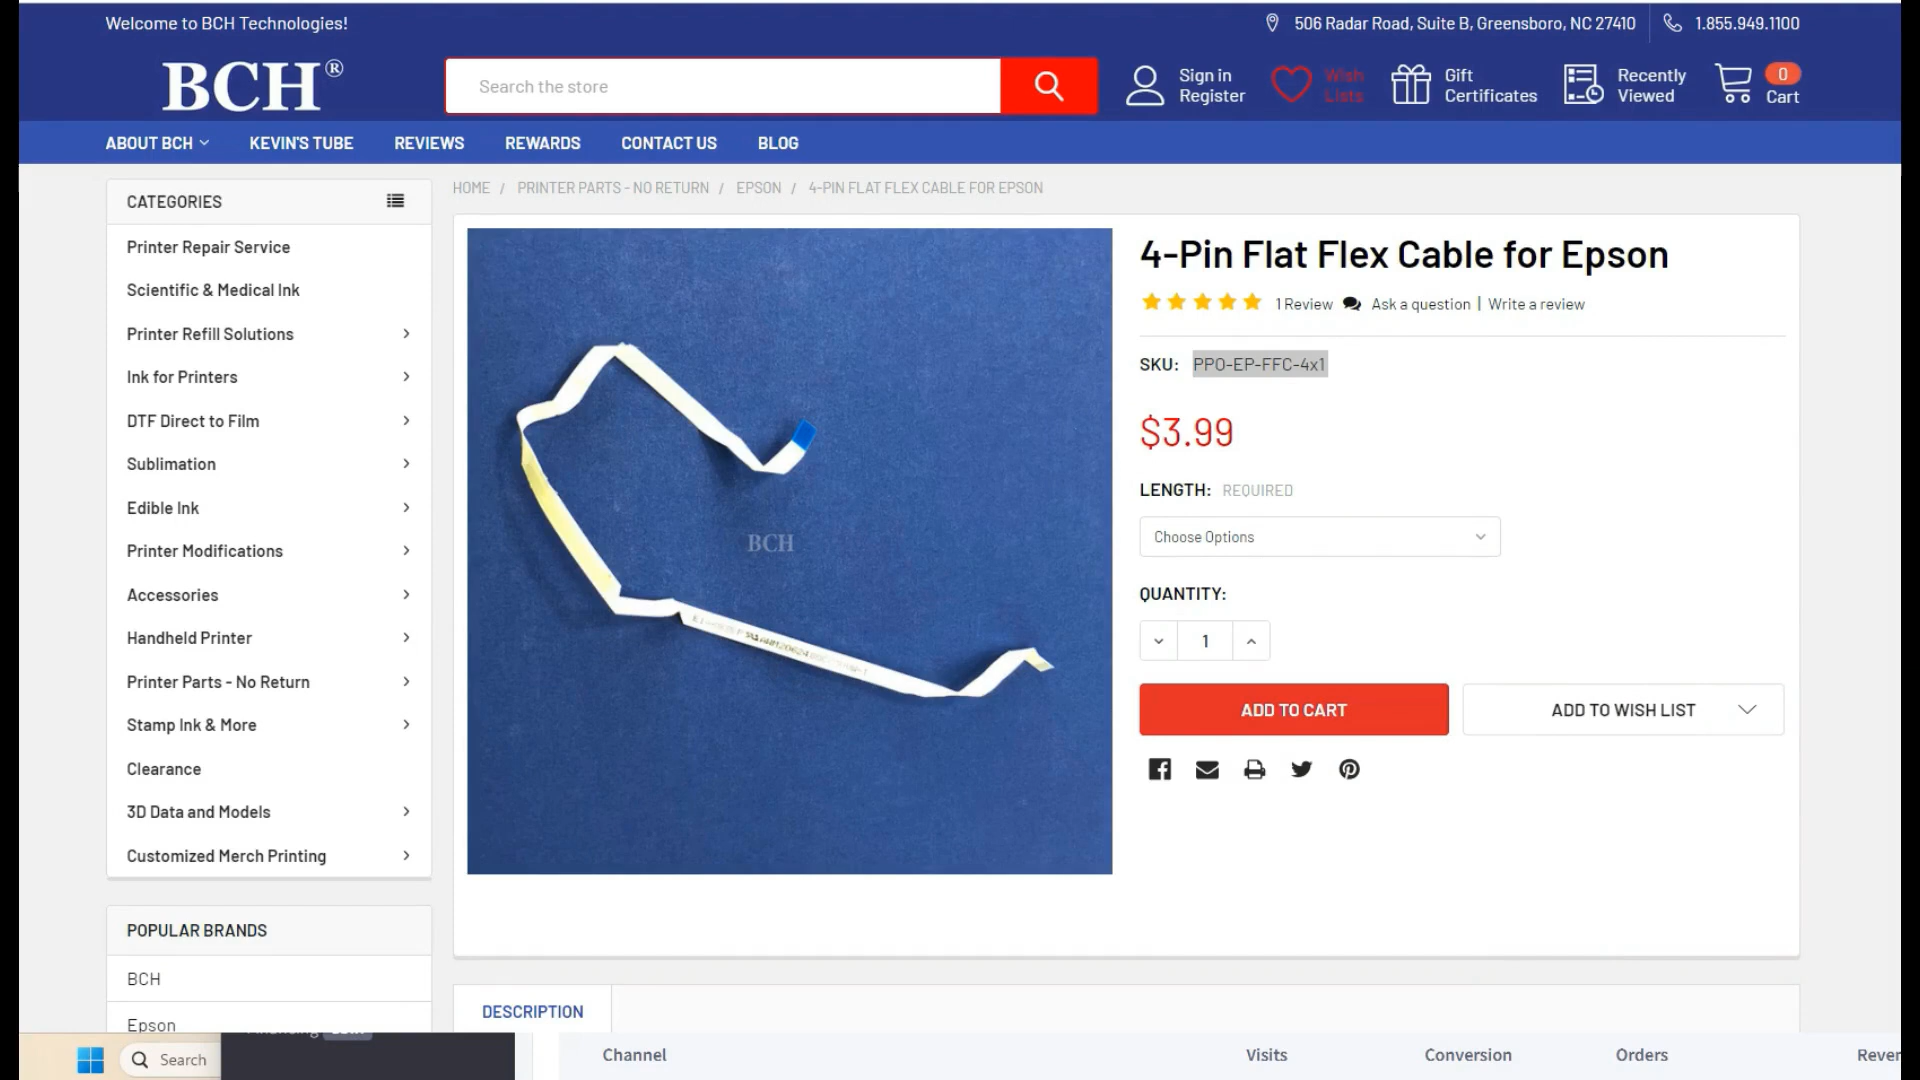 Welcome to BCH Technologies!
506 Radar Road, Suite B, Greensboro, NC 27410
1.855.949.1100
BCH®
Search the store
Sign in
Register
Wish
Lists
Gift
Certificates
Recently
Viewed
0
Cart
ABOUT BCH
KEVIN'S TUBE
REVIEWS
REWARDS
CONTACT US
BLOG
CATEGORIES
Printer Repair Service
Scientific & Medical Ink
Printer Refill Solutions
Ink for Printers
DTF Direct to Film
Sublimation
Edible Ink
Printer Modifications
Accessories
Handheld Printer
Printer Parts - No Return
Stamp Ink & More
Clearance
3D Data and Models
Customized Merch Printing
POPULAR BRANDS
BCH
Epson
HOME / PRINTER PARTS - NO RETURN / EPSON / 4-PIN FLAT FLEX CABLE FOR EPSON
BCH
4-Pin Flat Flex Cable for Epson
1 Review Ask a question | Write a review
SKU: PPO-EP-FFC-4x1
$3.99
LENGTH: REQUIRED
Choose Options
QUANTITY:
1
ADD TO CART
ADD TO WISH LIST
DESCRIPTION
Search
Channel
Visits
Conversion
Orders
Rever